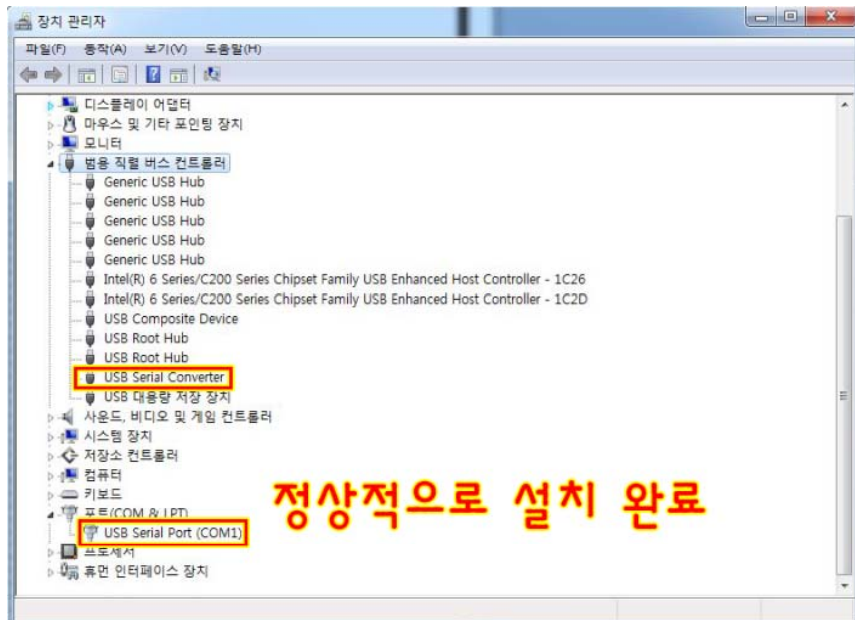 장치 관리자
파일(F) 동작(A) 보기(V) 도움말(H)
디스플레이 어댑터
마우스 및 기타 포인팅 장치
모니터
범용 직렬 버스 컨트롤러
Generic USB Hub
Generic USB Hub
Generic USB Hub
Generic USB Hub
Generic USB Hub
Intel(R) 6 Series/C200 Series Chipset Family USB Enhanced Host Controller - 1C26
Intel(R) 6 Series/C200 Series Chipset Family USB Enhanced Host Controller - 1C2D
USB Composite Device
USB Root Hub
USB Root Hub
USB Serial Converter
USB 대용량 저장 장치
사운드, 비디오 및 게임 컨트롤러
시스템 장치
저장소 컨트롤러
컴퓨터
키보드
정상적으로 설치 완료
포트(COM & LPT)
USB Serial Port (COM1)
프로세서
휴먼 인터페이스 장치